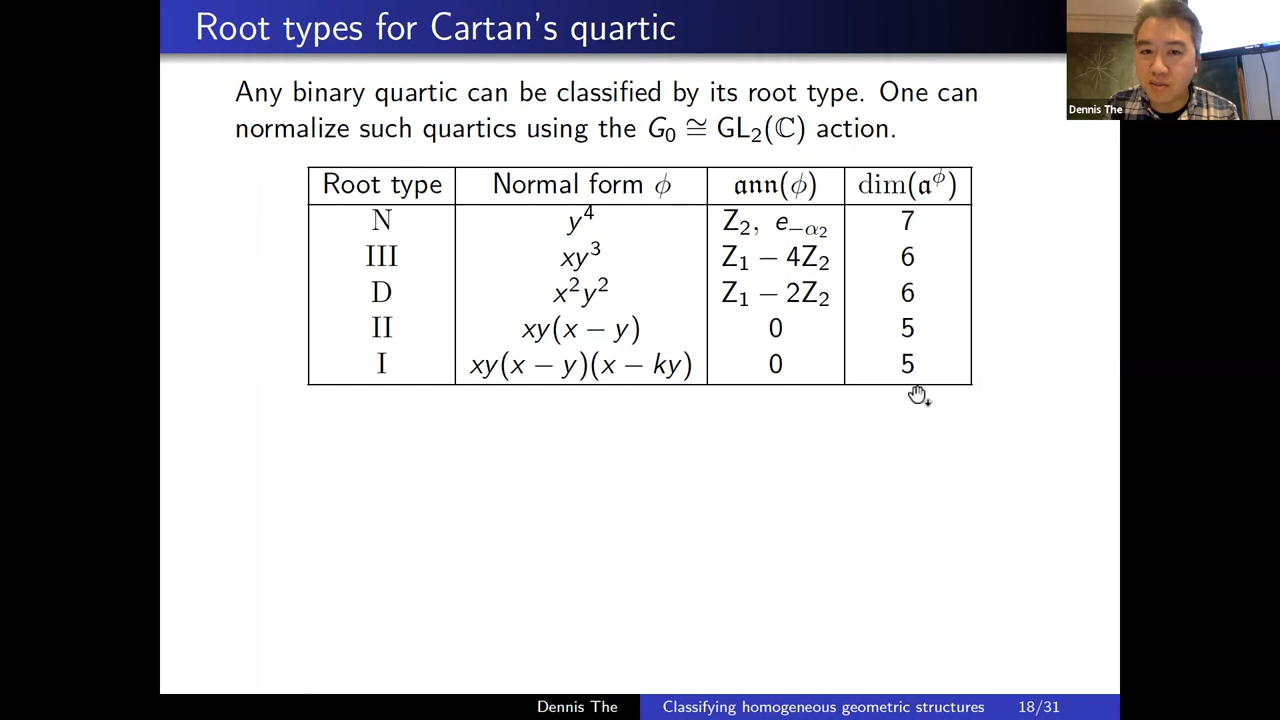 Root types for Cartan's quartic
Dennis The
Any binary quartic can be classified by its root type. One can
normalize such quartics using the G₀ ≅ GL₂(ℂ) action.
Root type Normal form ϕ 𝔞𝔫𝔫(ϕ) dim(𝔞^ϕ)
N y⁴ Z₂, e_{−α₂} 7
III xy³ Z₁ − 4Z₂ 6
D x²y² Z₁ − 2Z₂ 6
II xy(x − y) 0 5
I xy(x − y)(x − ky) 0 5
Dennis The Classifying homogeneous geometric structures 18/31